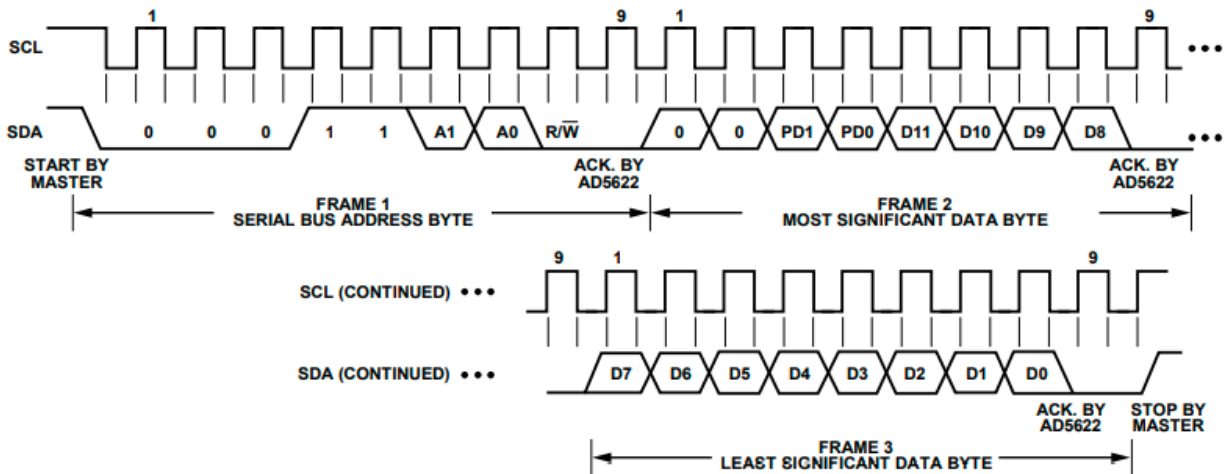 1 9 1 9
SCL
SDA 0 0 0 1 1 A1 A0 R/W̅ 0 0 PD1 PD0 D11 D10 D9 D8
START BY
MASTER
ACK. BY
AD5622
ACK. BY
AD5622
FRAME 1
SERIAL BUS ADDRESS BYTE
FRAME 2
MOST SIGNIFICANT DATA BYTE
9 1 9
SCL (CONTINUED)
SDA (CONTINUED) D7 D6 D5 D4 D3 D2 D1 D0
ACK. BY
AD5622
STOP BY
MASTER
FRAME 3
LEAST SIGNIFICANT DATA BYTE